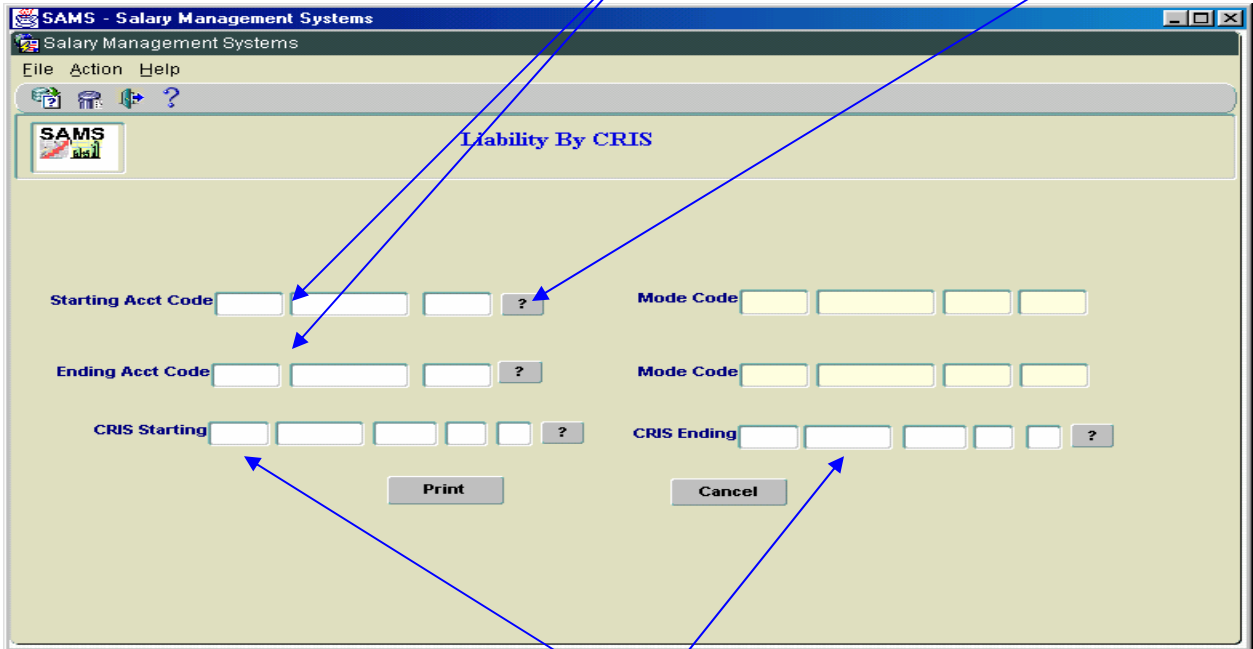 SAMS - Salary Management Systems
Salary Management Systems
File Action Help
?
SAMS
Liability By CRIS
Starting Acct Code ? Mode Code
Ending Acct Code ? Mode Code
CRIS Starting ? CRIS Ending ?
Print Cancel